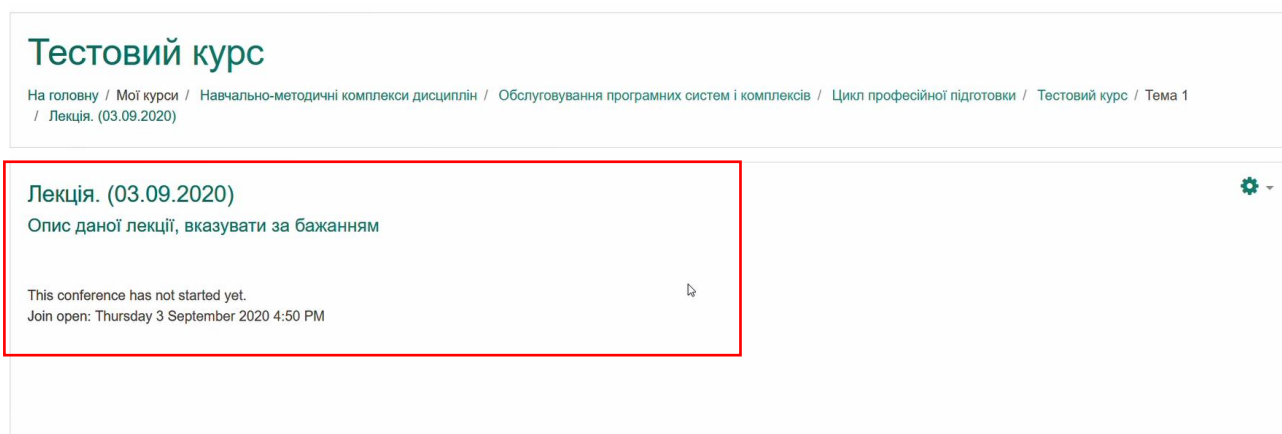 Тестовий курс
На головну / Мої курси / Навчально-методичні комплекси дисциплін / Обслуговування програмних систем і комплексів / Цикл професійної підготовки / Тестовий курс / Тема 1
/ Лекція. (03.09.2020)
Лекція. (03.09.2020)
Опис даної лекції, вказувати за бажанням
This conference has not started yet.
Join open: Thursday 3 September 2020 4:50 PM